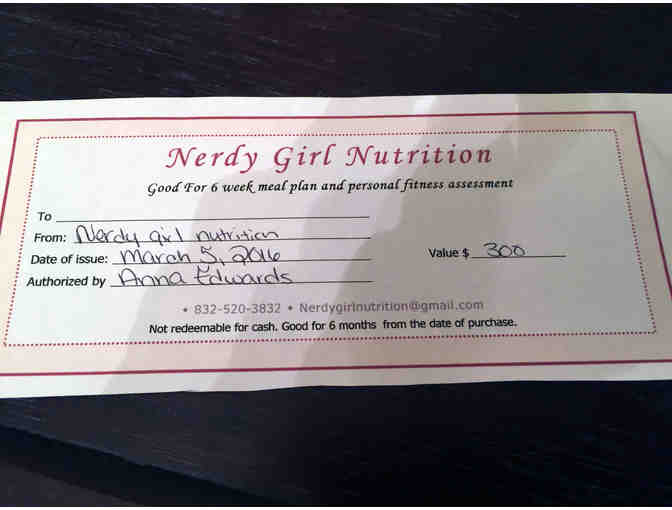 Nerdy Girl Nutrition
Good For 6 week meal plan and personal fitness assessment
To
From: Nerdy girl nutrition
Date of issue: March 5, 2016
Value $ 300
Authorized by Anna Edwards
• 832-520-3832 • Nerdygirlnutrition@gmail.com
Not redeemable for cash. Good for 6 months from the date of purchase.